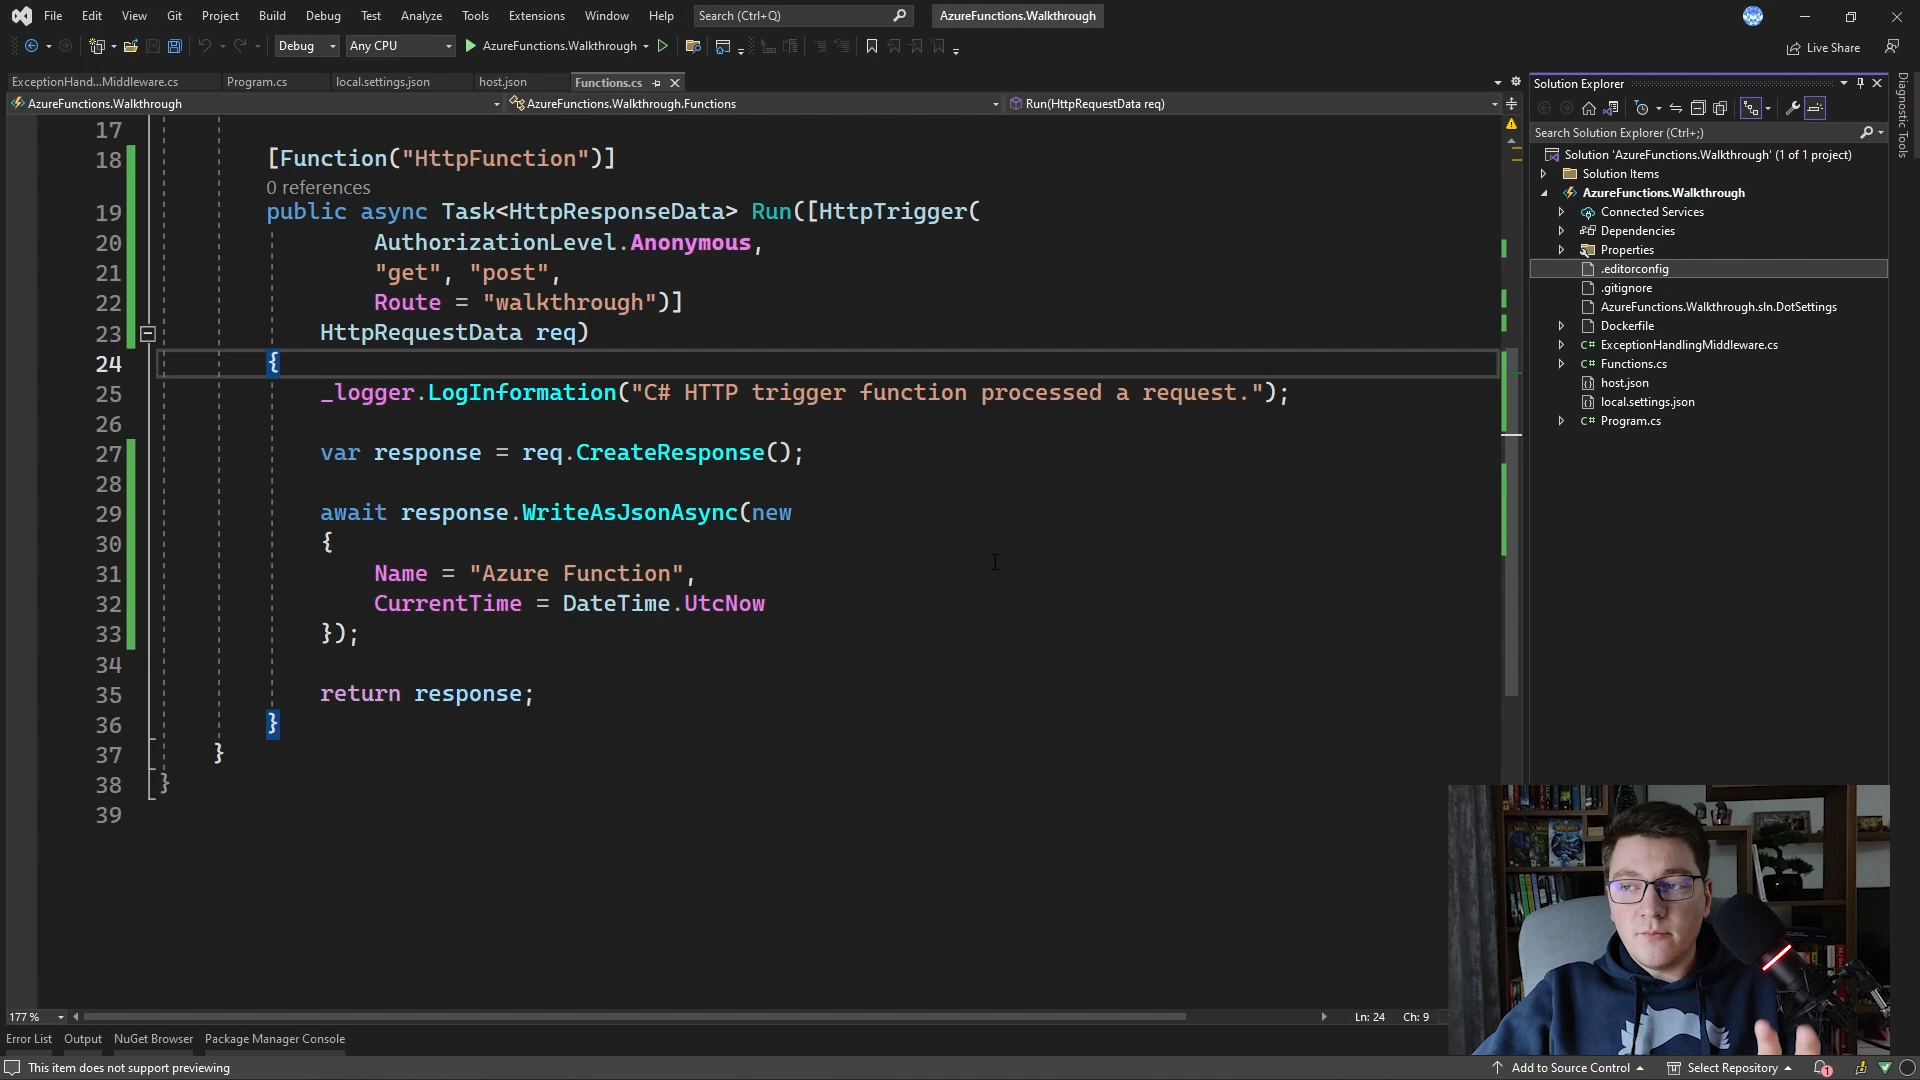 File Edit View Git Project Build Debug Test Analyze Tools Extensions Window Help Search (Ctrl+Q) AzureFunctions.Walkthrough
Debug Any CPU AzureFunctions.Walkthrough Live Share
ExceptionHand...Middleware.cs Program.cs local.settings.json host.json Functions.cs
AzureFunctions.Walkthrough AzureFunctions.Walkthrough.Functions Run(HttpRequestData req)
17
18 [Function("HttpFunction")]
0 references
19 public async Task<HttpResponseData> Run([HttpTrigger(
20 AuthorizationLevel.Anonymous,
21 "get", "post",
22 Route = "walkthrough")]
23 HttpRequestData req)
24 {
25 _logger.LogInformation("C# HTTP trigger function processed a request.");
26
27 var response = req.CreateResponse();
28
29 await response.WriteAsJsonAsync(new
30 {
31 Name = "Azure Function",
32 CurrentTime = DateTime.UtcNow
33 });
34
35 return response;
36 }
37 }
38 }
39
Solution Explorer
Search Solution Explorer (Ctrl+;)
Solution 'AzureFunctions.Walkthrough' (1 of 1 project)
Solution Items
AzureFunctions.Walkthrough
Connected Services
Dependencies
Properties
.editorconfig
.gitignore
AzureFunctions.Walkthrough.sln.DotSettings
Dockerfile
C# ExceptionHandlingMiddleware.cs
C# Functions.cs
host.json
local.settings.json
C# Program.cs
Diagnostic Tools
177 % Ln: 24 Ch: 9
Error List Output NuGet Browser Package Manager Console
This item does not support previewing Add to Source Control Select Repository 1